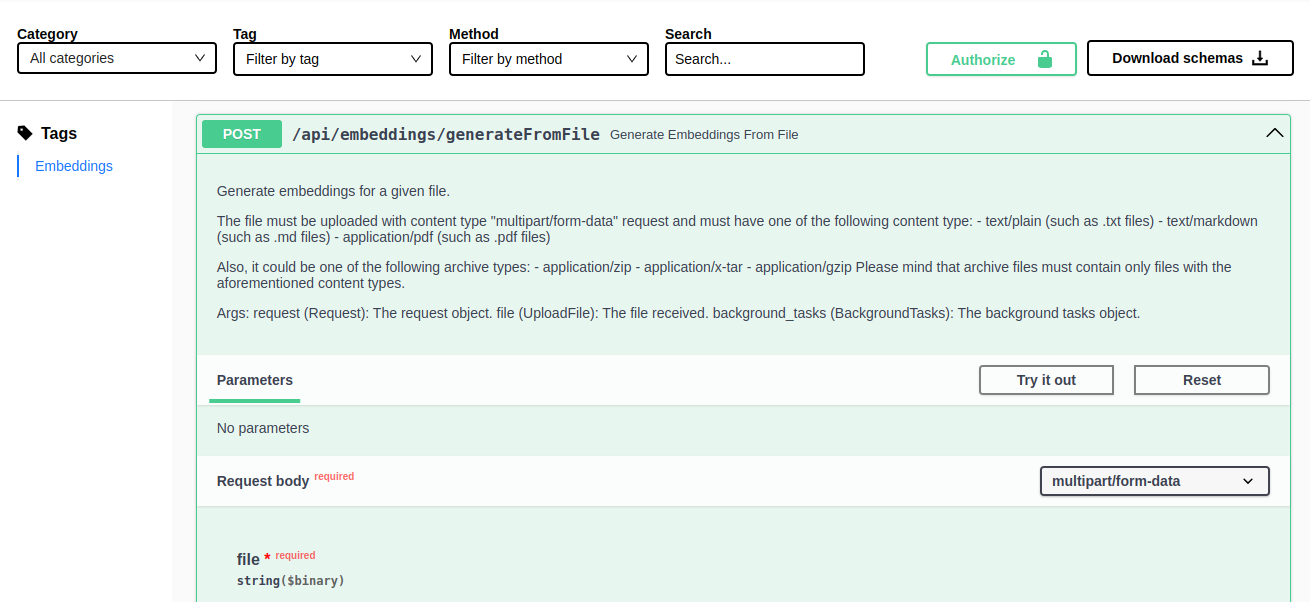 Category
Tag
Method
Search
All categories
Filter by tag
Filter by method
Search...
Authorize
Download schemas
Tags
Embeddings
POST /api/embeddings/generateFromFile Generate Embeddings From File
Generate embeddings for a given file.
The file must be uploaded with content type "multipart/form-data" request and must have one of the following content type: - text/plain (such as .txt files) - text/markdown
(such as .md files) - application/pdf (such as .pdf files)
Also, it could be one of the following archive types: - application/zip - application/x-tar - application/gzip Please mind that archive files must contain only files with the
aforementioned content types.
Args: request (Request): The request object. file (UploadFile): The file received. background_tasks (BackgroundTasks): The background tasks object.
Parameters
Try it out
Reset
No parameters
Request body required
multipart/form-data
file * required
string($binary)